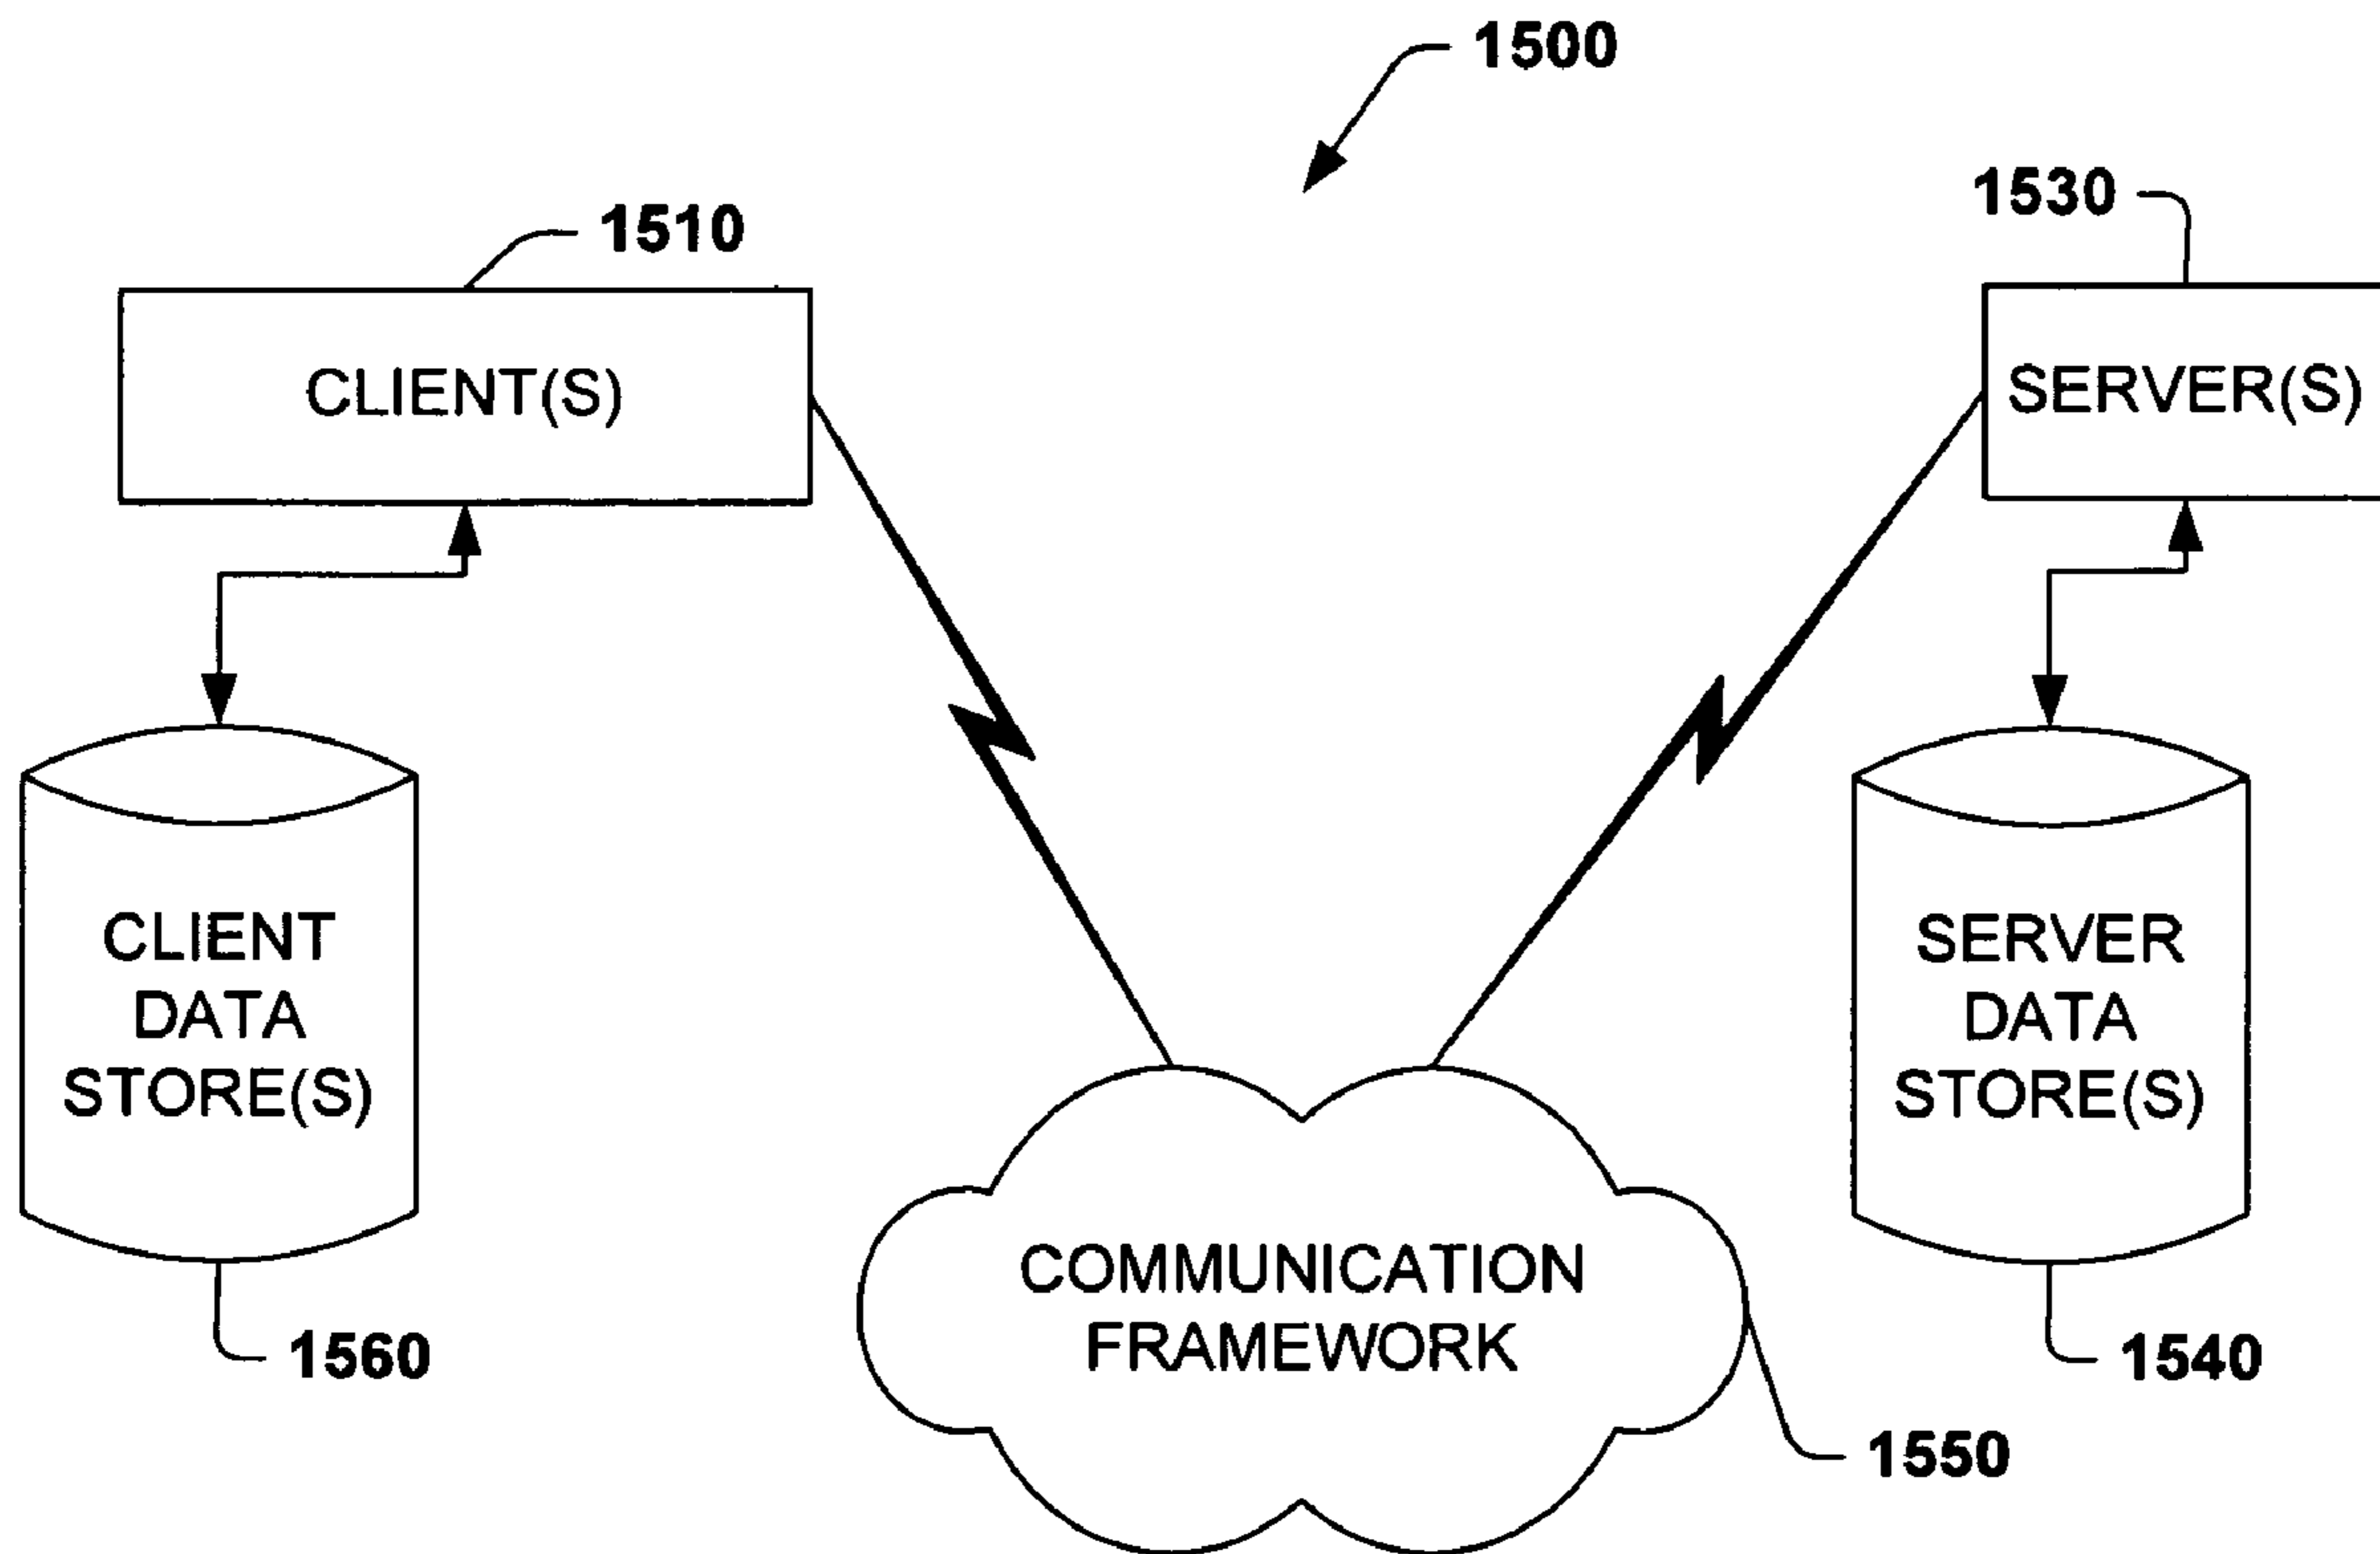 1500
1510
1530
CLIENT(S)
SERVER(S)
CLIENT
DATA
STORE(S)
SERVER
DATA
STORE(S)
COMMUNICATION
FRAMEWORK
1560
1540
1550